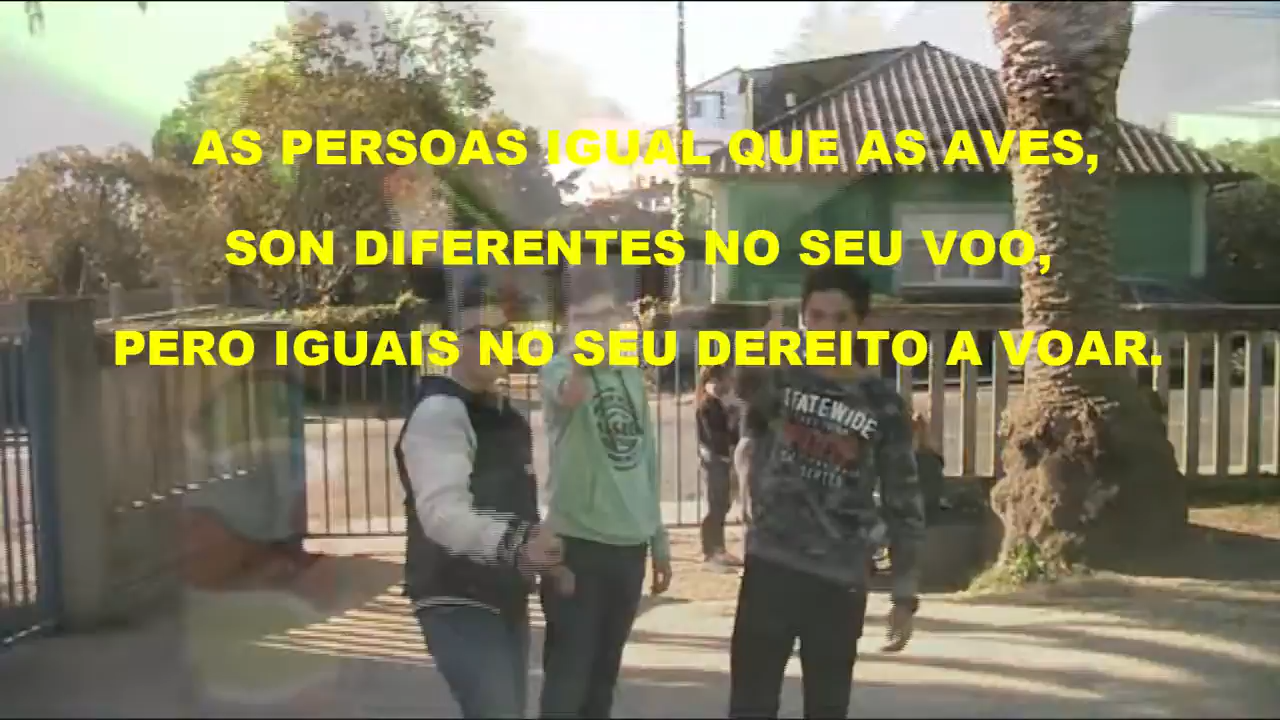 AS PERSOAS IGUAL QUE AS AVES,
SON DIFERENTES NO SEU VOO,
PERO IGUAIS NO SEU DEREITO A VOAR.
STATEWIDE